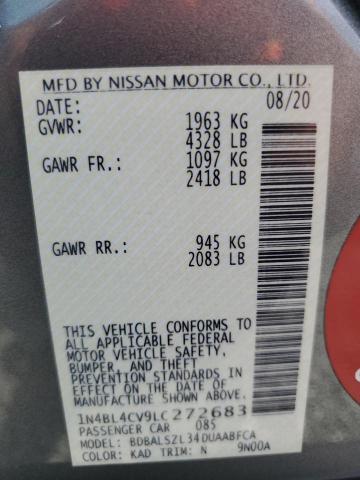 MFD BY NISSAN MOTOR CO., LTD.
DATE: 08/20
GVWR: 1963 KG
4328 LB
GAWR FR.: 1097 KG
2418 LB
GAWR RR.: 945 KG
2083 LB
THIS VEHICLE CONFORMS TO
ALL APPLICABLE FEDERAL
MOTOR VEHICLE SAFETY,
BUMPER, AND THEFT
PREVENTION STANDARDS IN
EFFECT ON THE DATE OF
MANUFACTURE SHOWN ABOVE.
1N4BL4CV9LC272683
PASSENGER CAR 085
MODEL: BDBALSZL34DUAABFCA
COLOR: KAD TRIM: N 9N00A